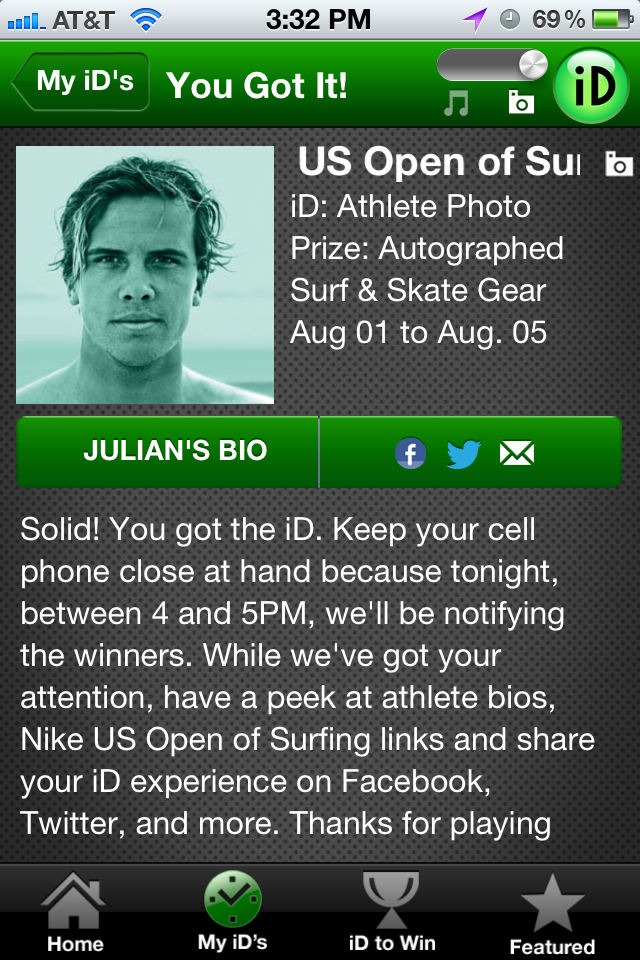 AT&T 3:32 PM 69%
My iD's You Got It! iD
US Open of Su
iD: Athlete Photo
Prize: Autographed
Surf & Skate Gear
Aug 01 to Aug. 05
JULIAN'S BIO
Solid! You got the iD. Keep your cell
phone close at hand because tonight,
between 4 and 5PM, we'll be notifying
the winners. While we've got your
attention, have a peek at athlete bios,
Nike US Open of Surfing links and share
your iD experience on Facebook,
Twitter, and more. Thanks for playing
Home My iD's iD to Win Featured